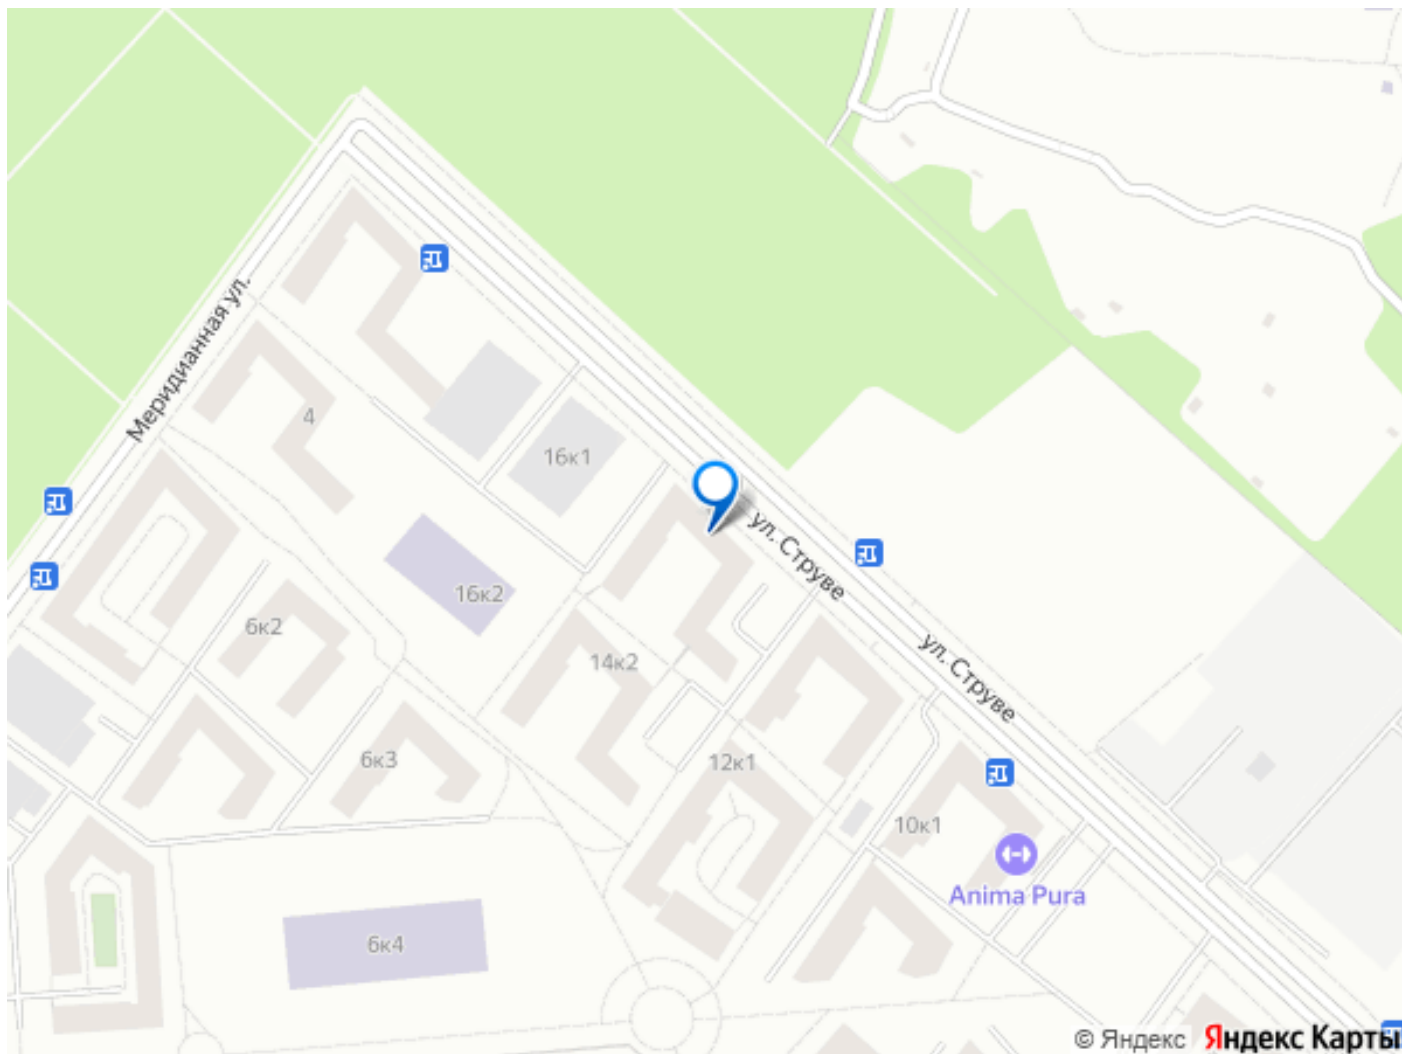 Меридианная ул.
4
16к1
ул. Струве
16к2
6к2
14к2
ул. Струве
6к3
12к1
10к1
Anima Pura
6к4
© Яндекс Яндекс Карты